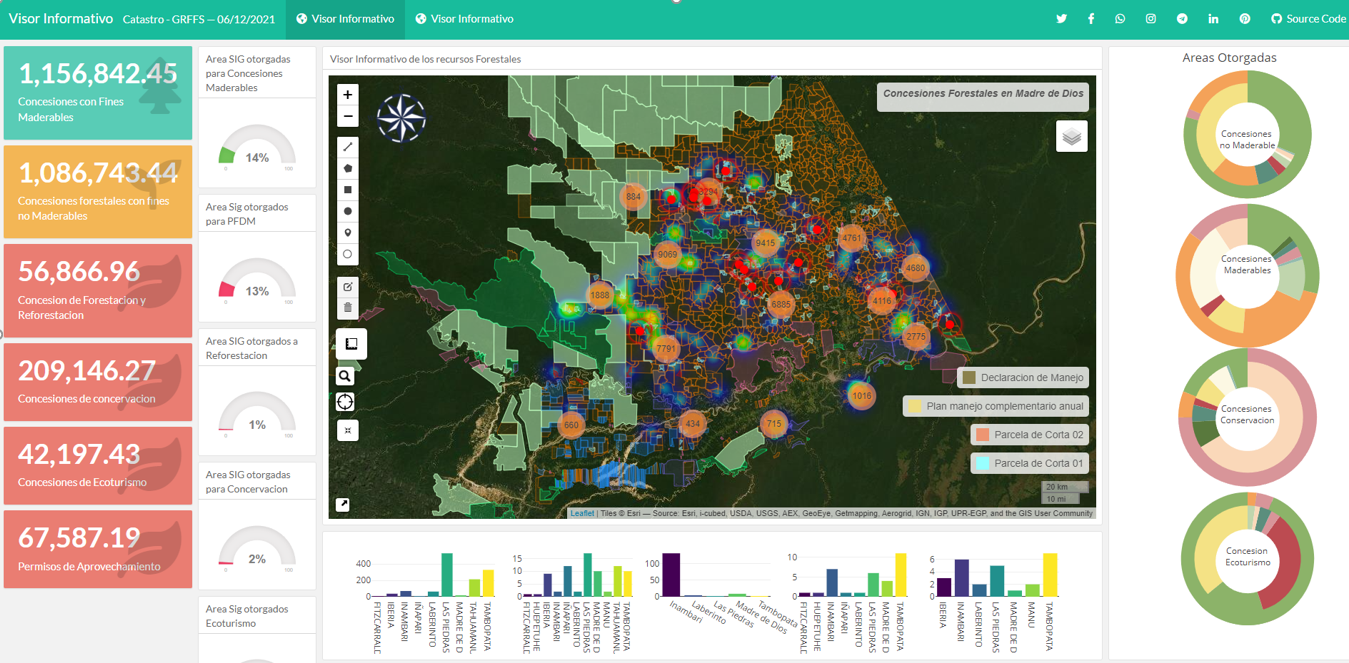 Visor Informativo Catastro - GRFFS — 06/12/2021 Visor Informativo Visor Informativo Source Code
1,156,842.45
Concesiones con Fines
Maderables
1,086,743.44
Concesiones forestales con fines
no Maderables
56,866.96
Concesion de Forestacion y
Reforestacion
209,146.27
Concesiones de concervacion
42,197.43
Concesiones de Ecoturismo
67,587.19
Permisos de Aprovechamiento
Area SIG otorgadas
para Concesiones
Maderables
14%
0 100
Area Sig otorgados
para PFDM
13%
0 100
Area SIG otorgados a
Reforestacion
1%
0 100
Area SIG otorgadas
para Concervacion
2%
0 100
Area Sig otorgados
Ecoturismo
Visor Informativo de los recursos Forestales
+
−
Concesiones Forestales en Madre de Dios
884
3294
9415
4761
9069
4680
1888
6885
4116
7791
2775
1016
660
434
715
Declaracion de Manejo
Plan manejo complementario anual
Parcela de Corta 02
Parcela de Corta 01
20 km
10 mi
Leaflet | Tiles © Esri — Source: Esri, i-cubed, USDA, USGS, AEX, GeoEye, Getmapping, Aerogrid, IGN, IGP, UPR-EGP, and the GIS User Community
400
200
0
FITZCARRALD
IBERIA
INAMBARI
IÑAPARI
LABERINTO
LAS PIEDRAS
MADRE DE D
TAHUAMANU
TAMBOPATA
15
10
5
0
FITZCARRALD
HUEPETUHE
IBERIA
INAMBARI
IÑAPARI
LABERINTO
LAS PIEDRAS
MADRE DE D
MANU
TAHUAMANU
TAMBOPATA
100
50
0
Inambari
Laberinto
Las Piedras
Madre de Dios
Tambopata
10
5
0
FITZCARRALD
HUEPETUHE
INAMBARI
IÑAPARI
LABERINTO
LAS PIEDRAS
MADRE DE D
TAMBOPATA
6
4
2
0
IBERIA
INAMBARI
LABERINTO
LAS PIEDRAS
MADRE DE D
MANU
TAMBOPATA
Areas Otorgadas
Concesiones
no Maderable
Concesiones
Maderables
Concesiones
Conservacion
Concesion
Ecoturismo